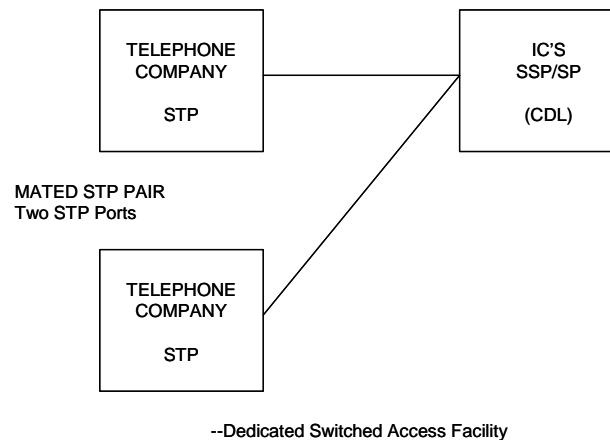 TELEPHONE
COMPANY
STP
IC'S
SSP/SP
(CDL)
MATED STP PAIR
Two STP Ports
TELEPHONE
COMPANY
STP
--Dedicated Switched Access Facility